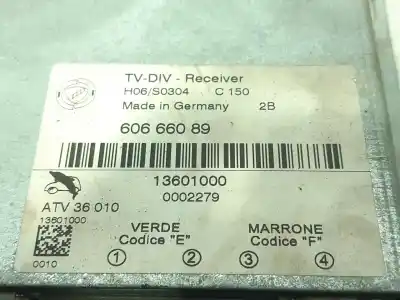 TV-DIV - Receiver
H06/S0304 C 150
Made in Germany 2B
606 660 89
13601000
0002279
ATV 36 010
13601000
0010
VERDE MARRONE
Codice "E" Codice "F"
1 2 3 4